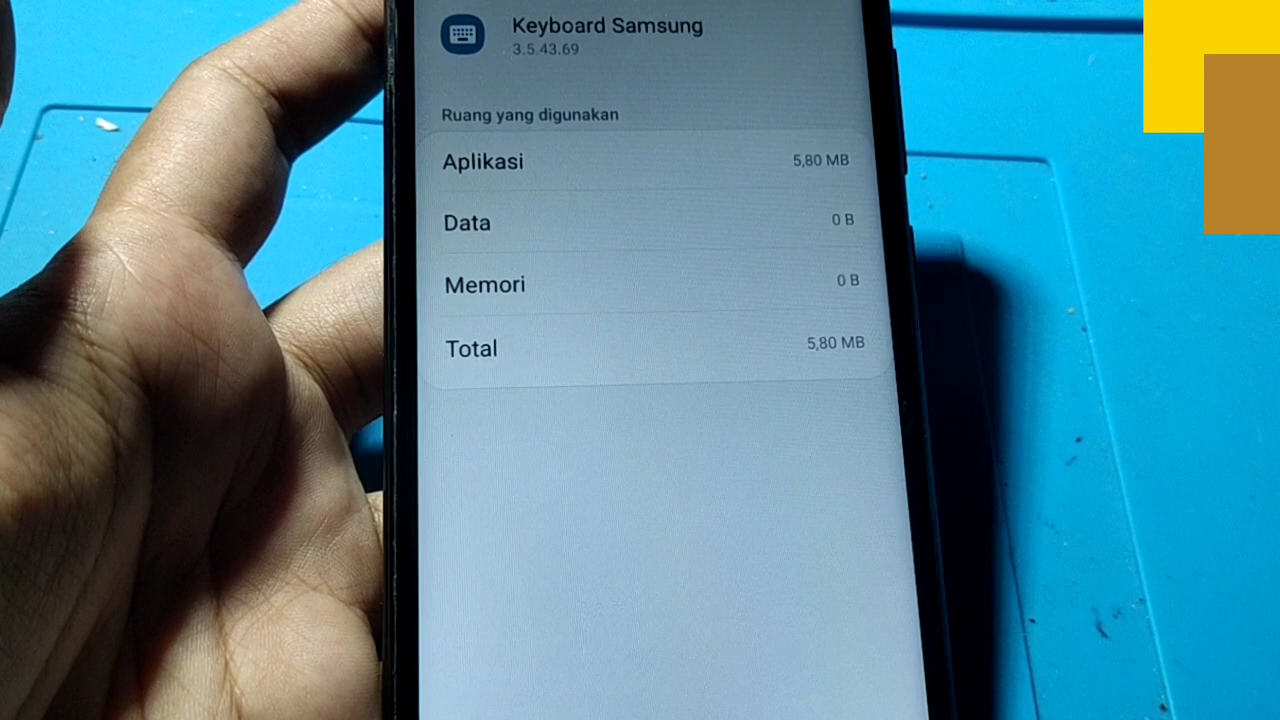 Keyboard Samsung
3.5.43.69
Ruang yang digunakan
Aplikasi 5,80 MB
Data 0 B
Memori 0 B
Total 5,80 MB